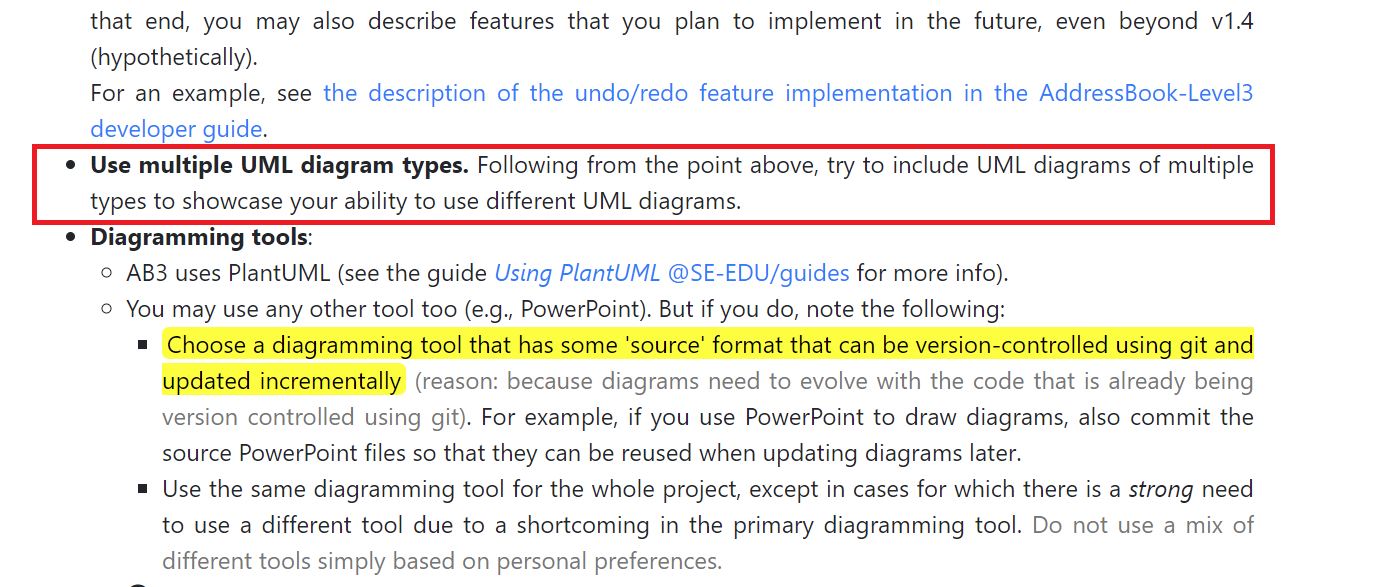 that end, you may also describe features that you plan to implement in the future, even beyond v1.4
(hypothetically).
For an example, see the description of the undo/redo feature implementation in the AddressBook-Level3
developer guide.
Use multiple UML diagram types. Following from the point above, try to include UML diagrams of multiple
types to showcase your ability to use different UML diagrams.
Diagramming tools:
AB3 uses PlantUML (see the guide Using PlantUML @SE-EDU/guides for more info).
You may use any other tool too (e.g., PowerPoint). But if you do, note the following:
Choose a diagramming tool that has some 'source' format that can be version-controlled using git and
updated incrementally (reason: because diagrams need to evolve with the code that is already being
version controlled using git). For example, if you use PowerPoint to draw diagrams, also commit the
source PowerPoint files so that they can be reused when updating diagrams later.
Use the same diagramming tool for the whole project, except in cases for which there is a strong need
to use a different tool due to a shortcoming in the primary diagramming tool. Do not use a mix of
different tools simply based on personal preferences.